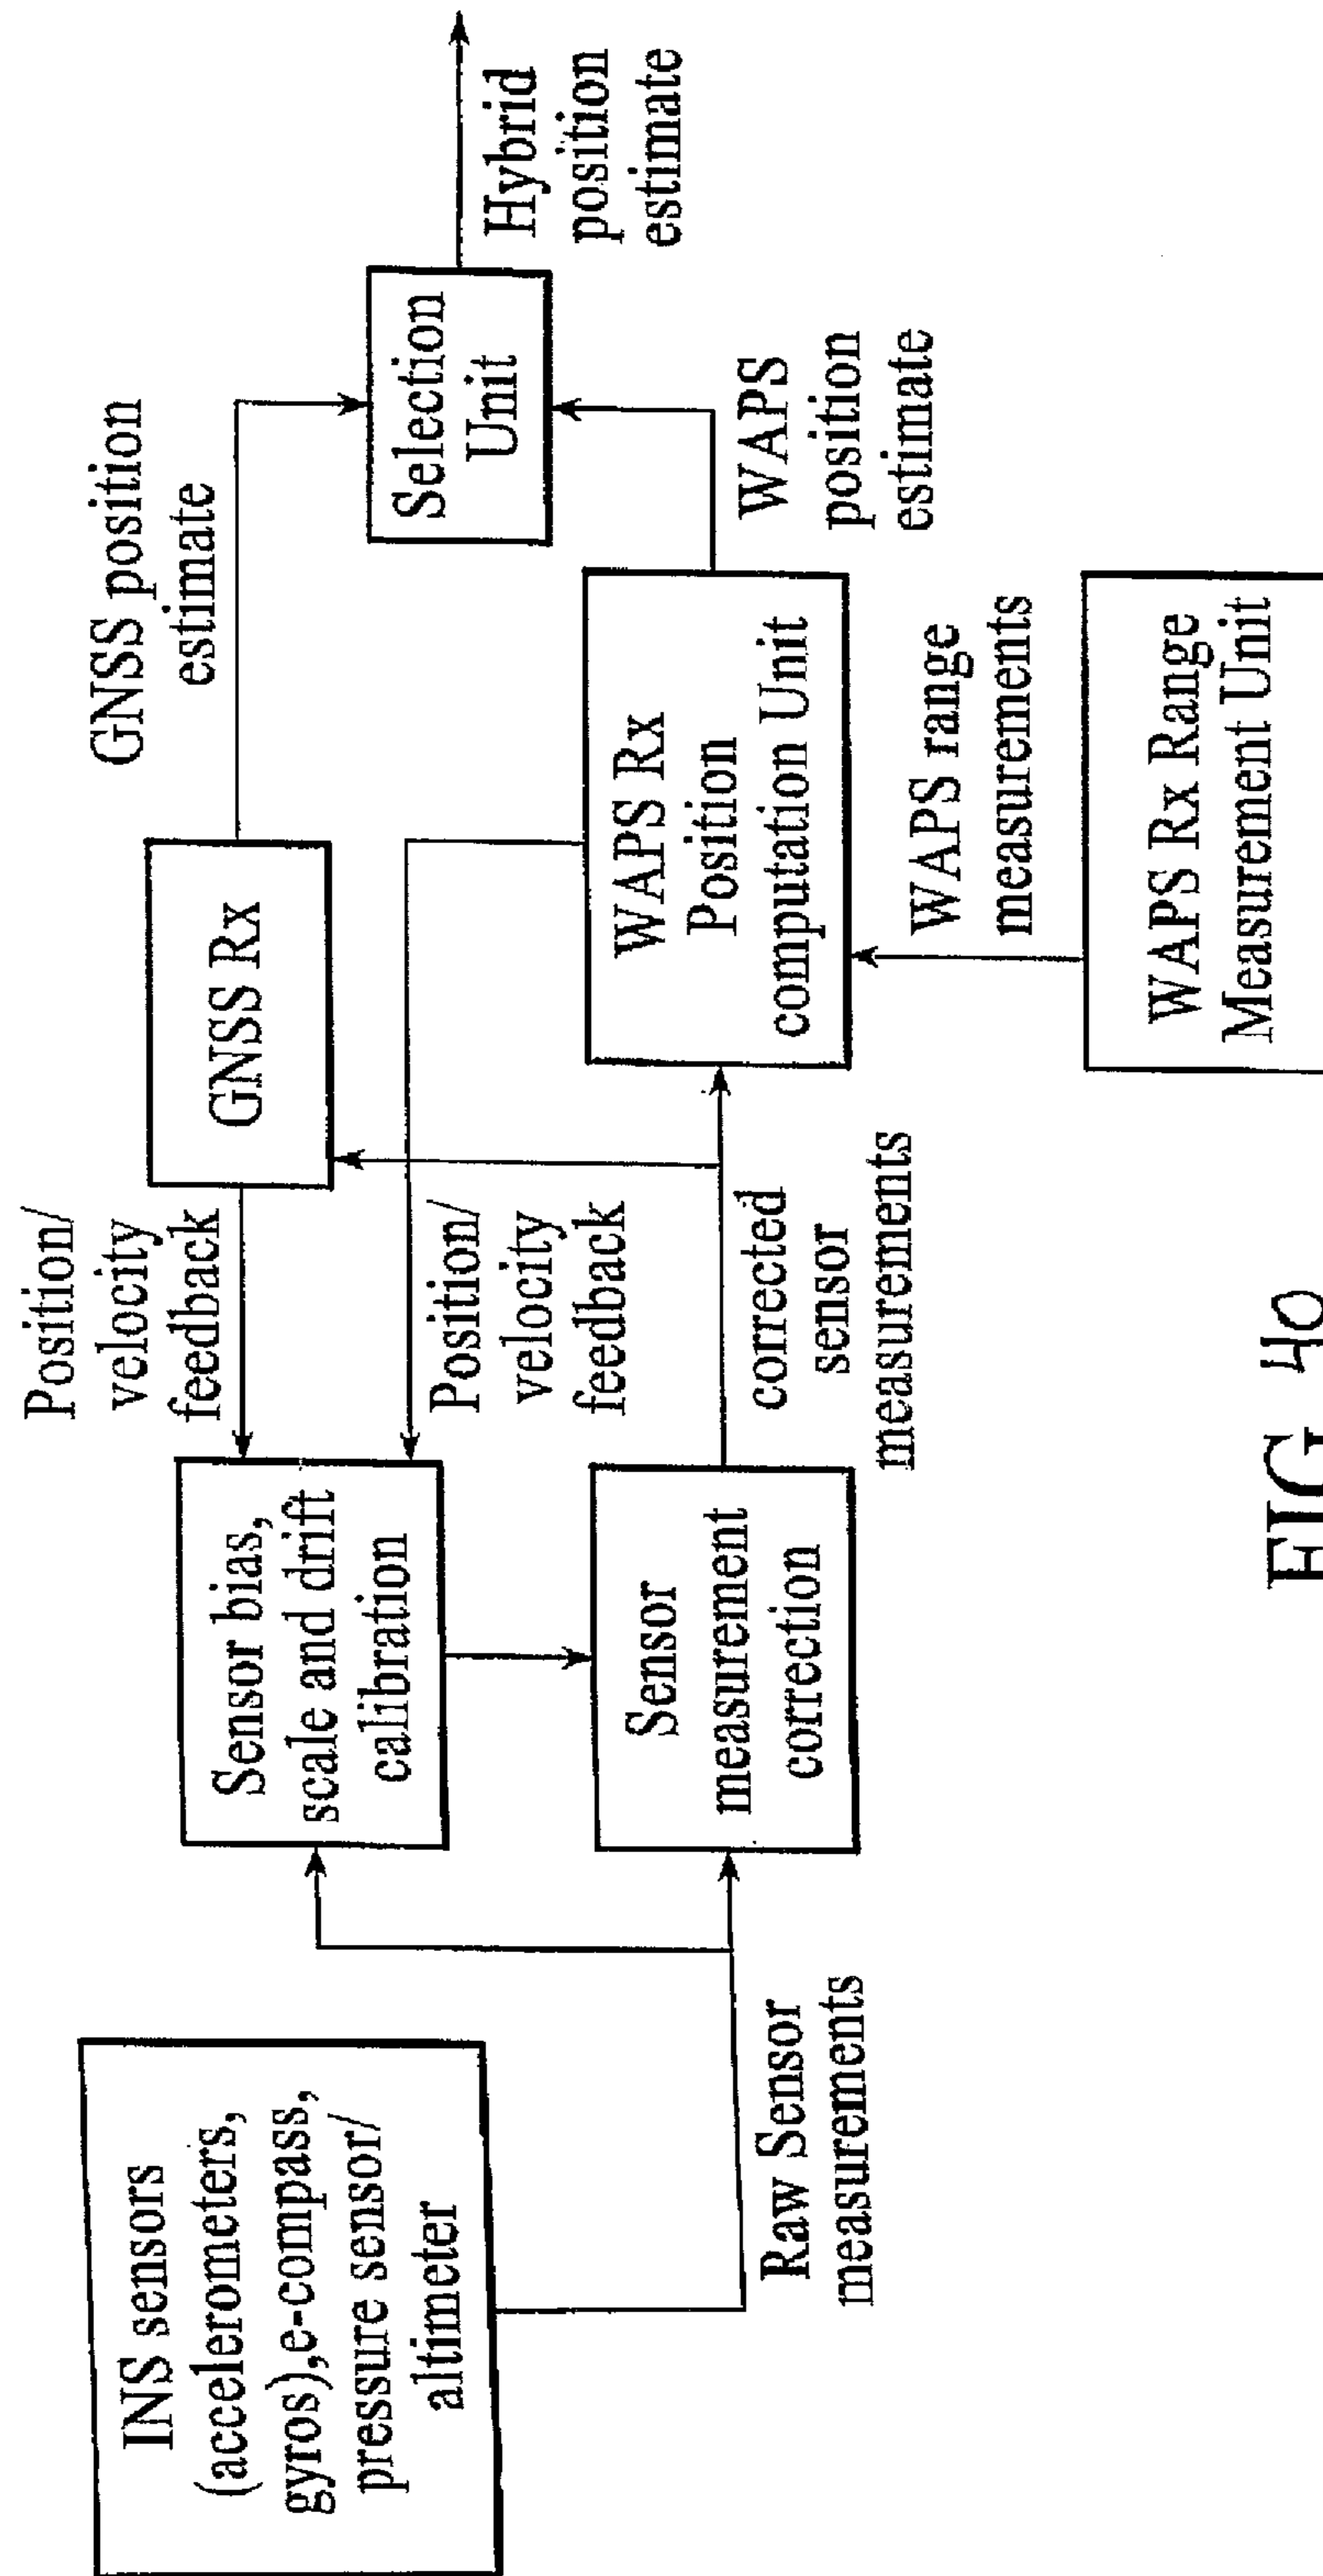 INS sensors
(accelerometers,
gyros),e-compass,
pressure sensor/
altimeter
Raw Sensor
measurements
Sensor bias,
scale and drift
calibration
Sensor
measurement
correction
Position/
velocity
feedback
Position/
velocity
feedback
corrected
sensor
measurements
GNSS Rx
GNSS position
estimate
WAPS Rx
Position
computation Unit
WAPS range
measurements
WAPS Rx Range
Measurement Unit
WAPS
position
estimate
Selection
Unit
Hybrid
position
estimate
FIG 40